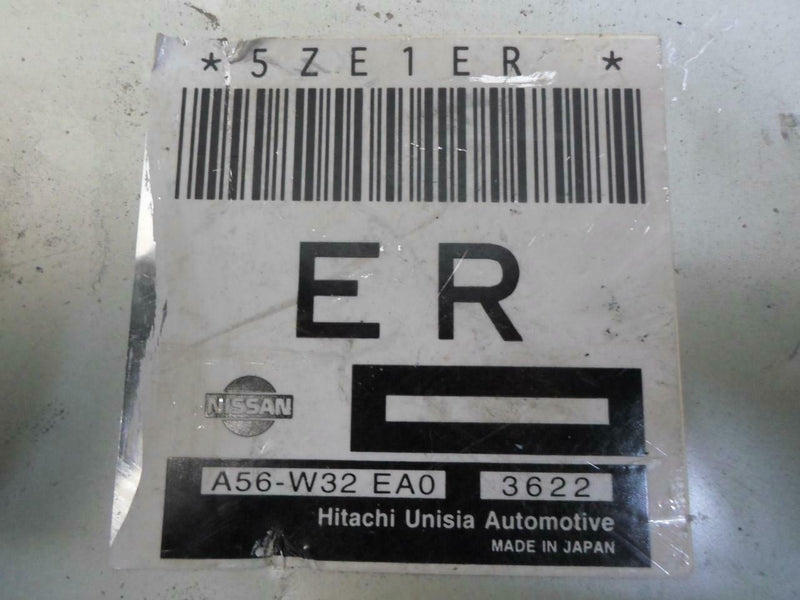 *5ZE1ER *
ER
NISSAN
A56-W32 EA0 3622
Hitachi Unisia Automotive
MADE IN JAPAN